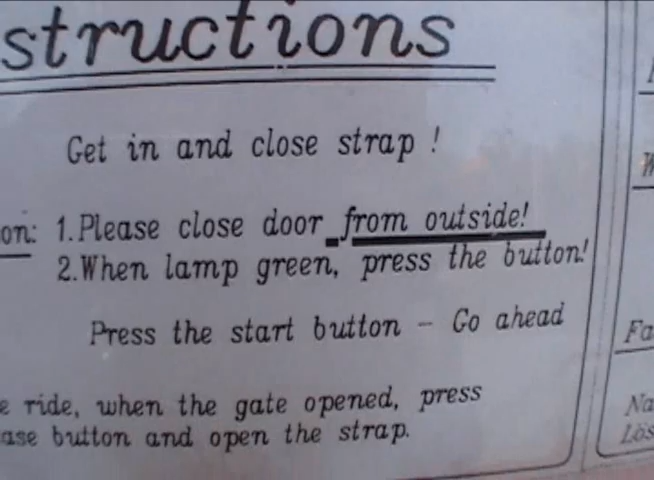 structions
Get in and close strap !
on: 1.Please close door from outside!
2.When lamp green, press the button!
Press the start button - Go ahead
e ride, when the gate opened, press
ase button and open the strap.
W
Fa
Na
Lös